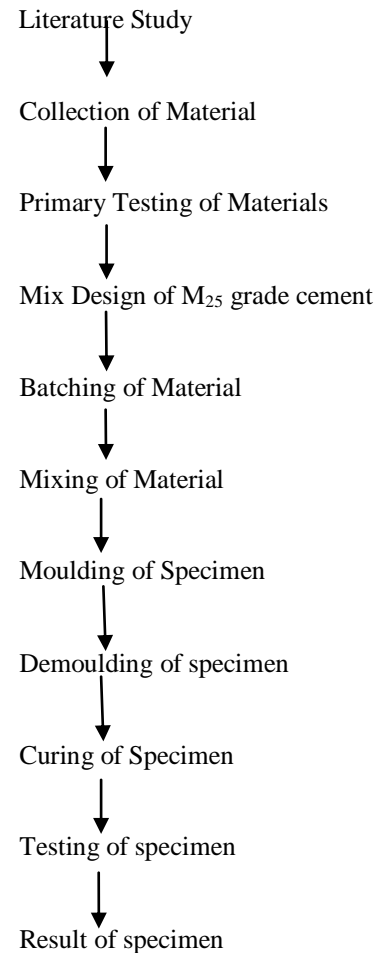 Literature Study
Collection of Material
Primary Testing of Materials
Mix Design of M₂₅ grade cement
Batching of Material
Mixing of Material
Moulding of Specimen
Demoulding of specimen
Curing of Specimen
Testing of specimen
Result of specimen